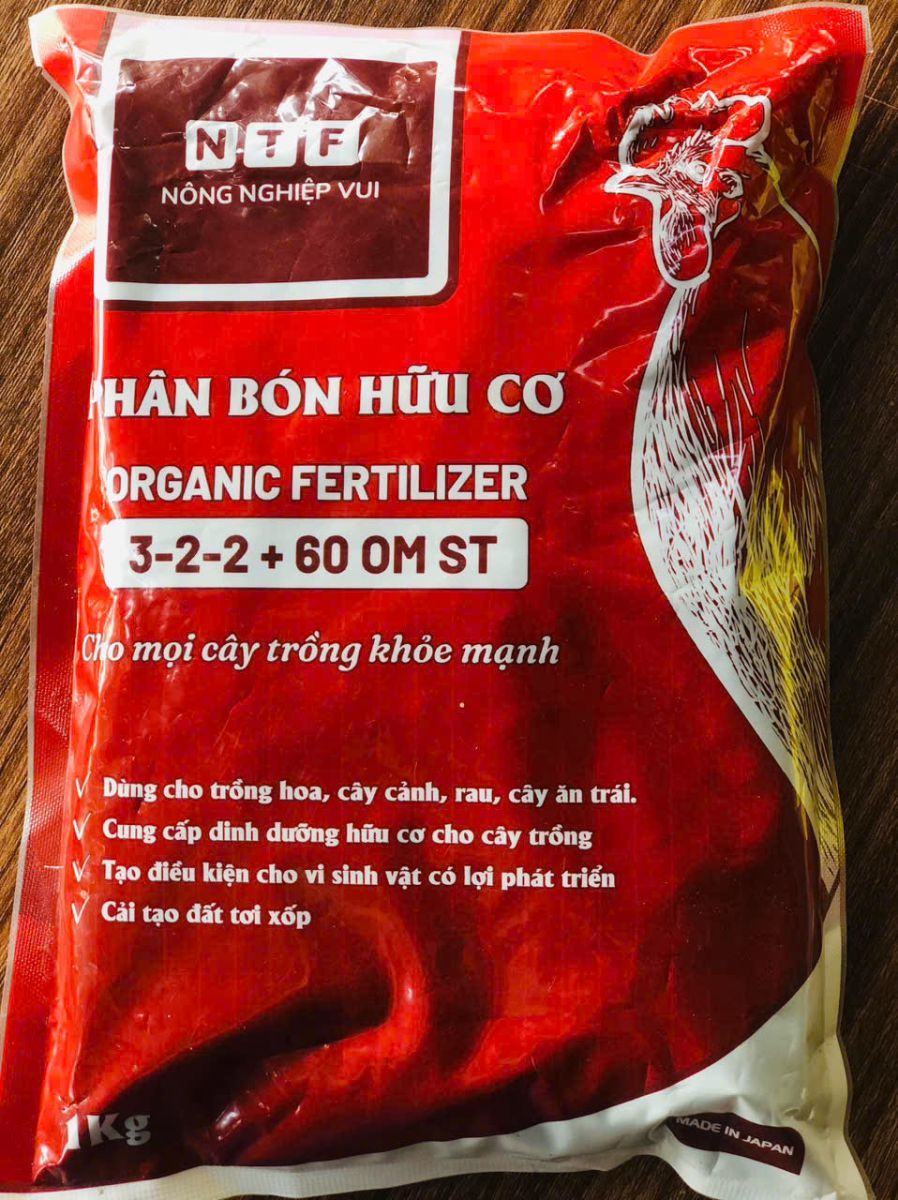 NTF
NÔNG NGHIỆP VUI
PHÂN BÓN HỮU CƠ
ORGANIC FERTILIZER
3-2-2 + 60 OM ST
Cho mọi cây trồng khỏe mạnh
√ Dùng cho trồng hoa, cây cảnh, rau, cây ăn trái.
√ Cung cấp dinh dưỡng hữu cơ cho cây trồng
√ Tạo điều kiện cho vi sinh vật có lợi phát triển
√ Cải tạo đất tơi xốp
1Kg
MADE IN JAPAN